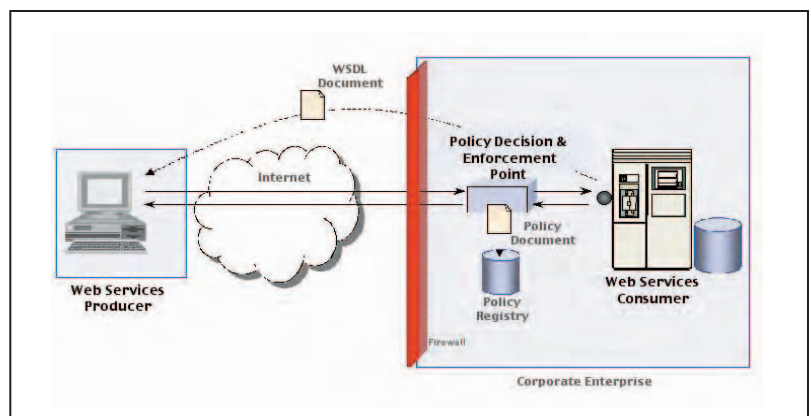 WSDL
Document
Policy Decision &
Enforcement
Point
Internet
Policy
Document
Web Services
Producer
Web Services
Consumer
Policy
Registry
Firewall
Corporate Enterprise